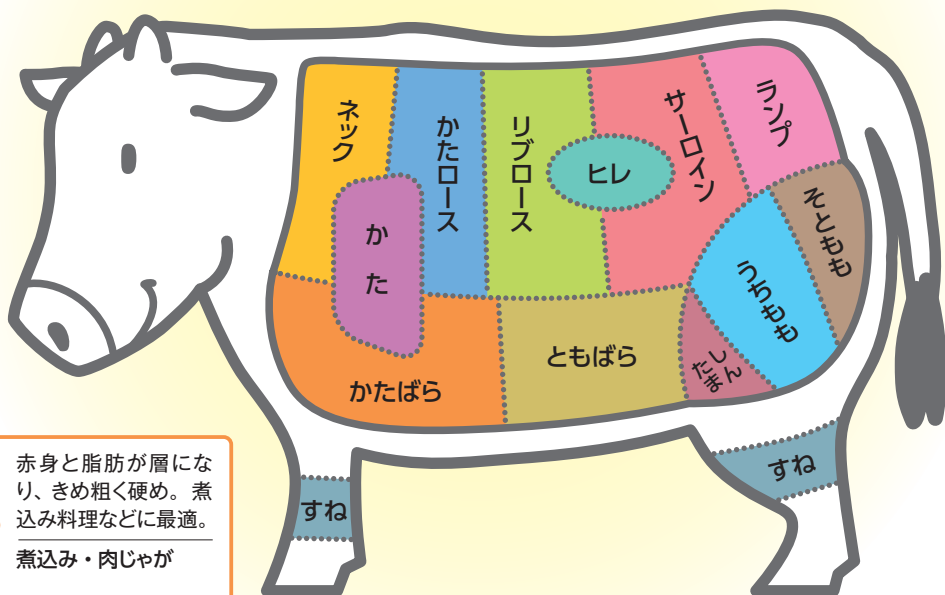 ネック
かたロース
リブロース
ヒレ
サーロイン
ランプ
かた
そともも
うちもも
たし
まん
ともばら
かたばら
すね
すね
赤身と脂肪が層にな
り、きめ粗く硬め。煮
込み料理などに最適。
煮込み・肉じゃが